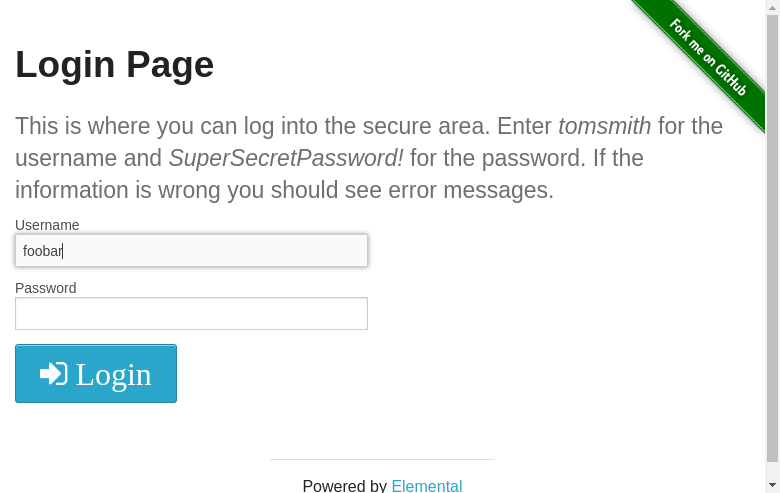 Fork me on GitHub
Login Page
This is where you can log into the secure area. Enter tomsmith for the
username and SuperSecretPassword! for the password. If the
information is wrong you should see error messages.
Username
foobar
Password
Login
Powered by Elemental